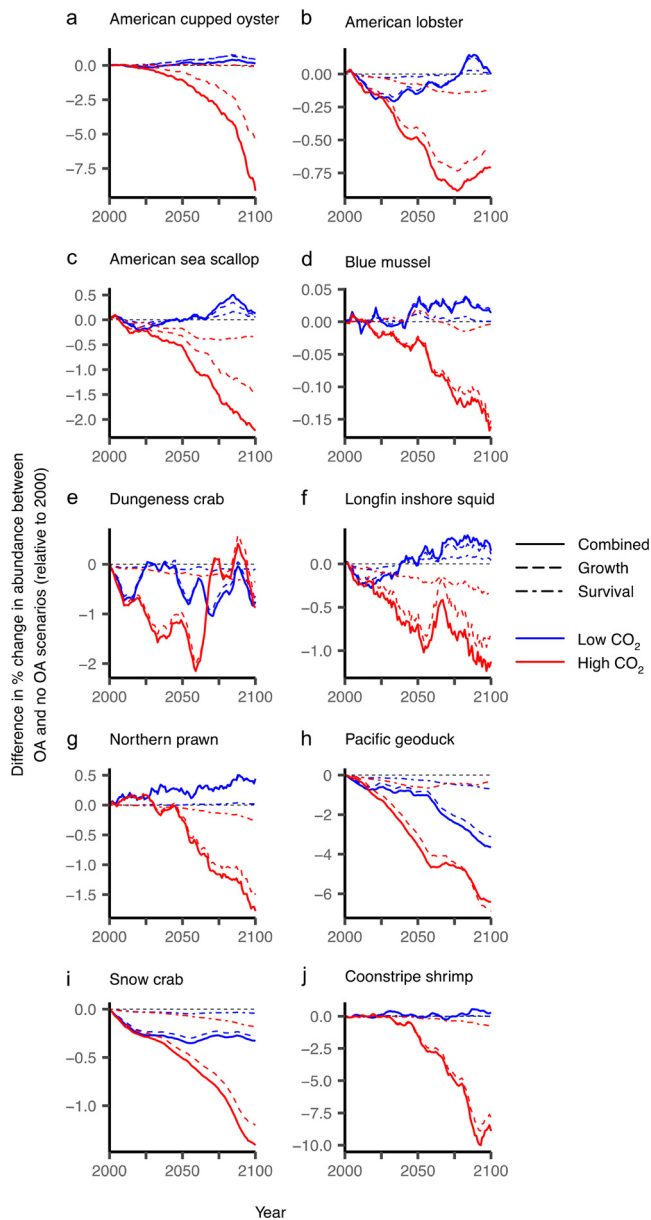 a
American cupped oyster
0.0
−2.5
−5.0
−7.5
2000
2050
2100
b
American lobster
0.00
−0.25
−0.50
−0.75
2000
2050
2100
c
American sea scallop
0.5
0.0
−0.5
−1.0
−1.5
−2.0
2000
2050
2100
d
Blue mussel
0.05
0.00
−0.05
−0.10
−0.15
2000
2050
2100
e
Dungeness crab
0
−1
−2
2000
2050
2100
f
Longfin inshore squid
0.5
0.0
−0.5
−1.0
2000
2050
2100
Combined
Growth
Survival
Low CO₂
High CO₂
g
Northern prawn
0.5
0.0
−0.5
−1.0
−1.5
2000
2050
2100
h
Pacific geoduck
0
−2
−4
−6
2000
2050
2100
i
Snow crab
0.0
−0.5
−1.0
2000
2050
2100
j
Coonstripe shrimp
0.0
−2.5
−5.0
−7.5
−10.0
2000
2050
2100
Difference in % change in abundance between
OA and no OA scenarios (relative to 2000)
Year